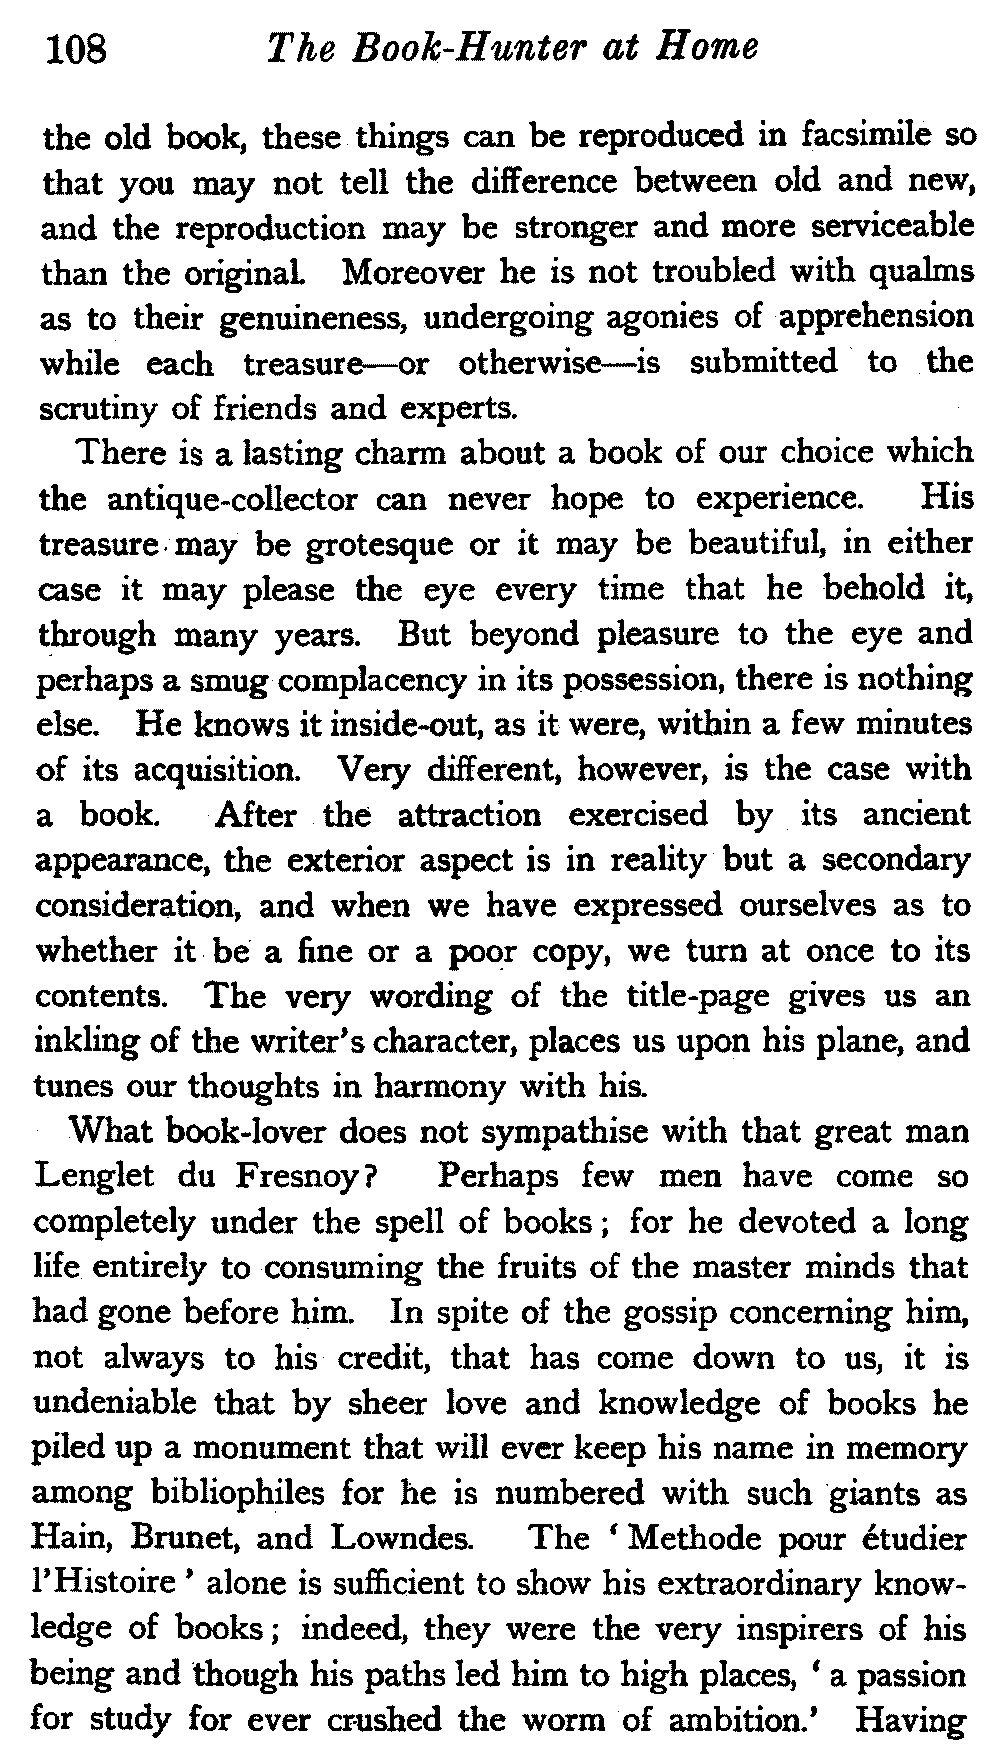 108 The Book-Hunter at Home
the old book, these things can be reproduced in facsimile so
that you may not tell the difference between old and new,
and the reproduction may be stronger and more serviceable
than the original. Moreover he is not troubled with qualms
as to their genuineness, undergoing agonies of apprehension
while each treasure—or otherwise—is submitted to the
scrutiny of friends and experts.
There is a lasting charm about a book of our choice which
the antique-collector can never hope to experience. His
treasure may be grotesque or it may be beautiful, in either
case it may please the eye every time that he behold it,
through many years. But beyond pleasure to the eye and
perhaps a smug complacency in its possession, there is nothing
else. He knows it inside-out, as it were, within a few minutes
of its acquisition. Very different, however, is the case with
a book. After the attraction exercised by its ancient
appearance, the exterior aspect is in reality but a secondary
consideration, and when we have expressed ourselves as to
whether it be a fine or a poor copy, we turn at once to its
contents. The very wording of the title-page gives us an
inkling of the writer's character, places us upon his plane, and
tunes our thoughts in harmony with his.
What book-lover does not sympathise with that great man
Lenglet du Fresnoy? Perhaps few men have come so
completely under the spell of books; for he devoted a long
life entirely to consuming the fruits of the master minds that
had gone before him. In spite of the gossip concerning him,
not always to his credit, that has come down to us, it is
undeniable that by sheer love and knowledge of books he
piled up a monument that will ever keep his name in memory
among bibliophiles for he is numbered with such giants as
Hain, Brunet, and Lowndes. The ‘Methode pour étudier
l'Histoire’ alone is sufficient to show his extraordinary know-
ledge of books; indeed, they were the very inspirers of his
being and though his paths led him to high places, ‘a passion
for study for ever crushed the worm of ambition.’ Having